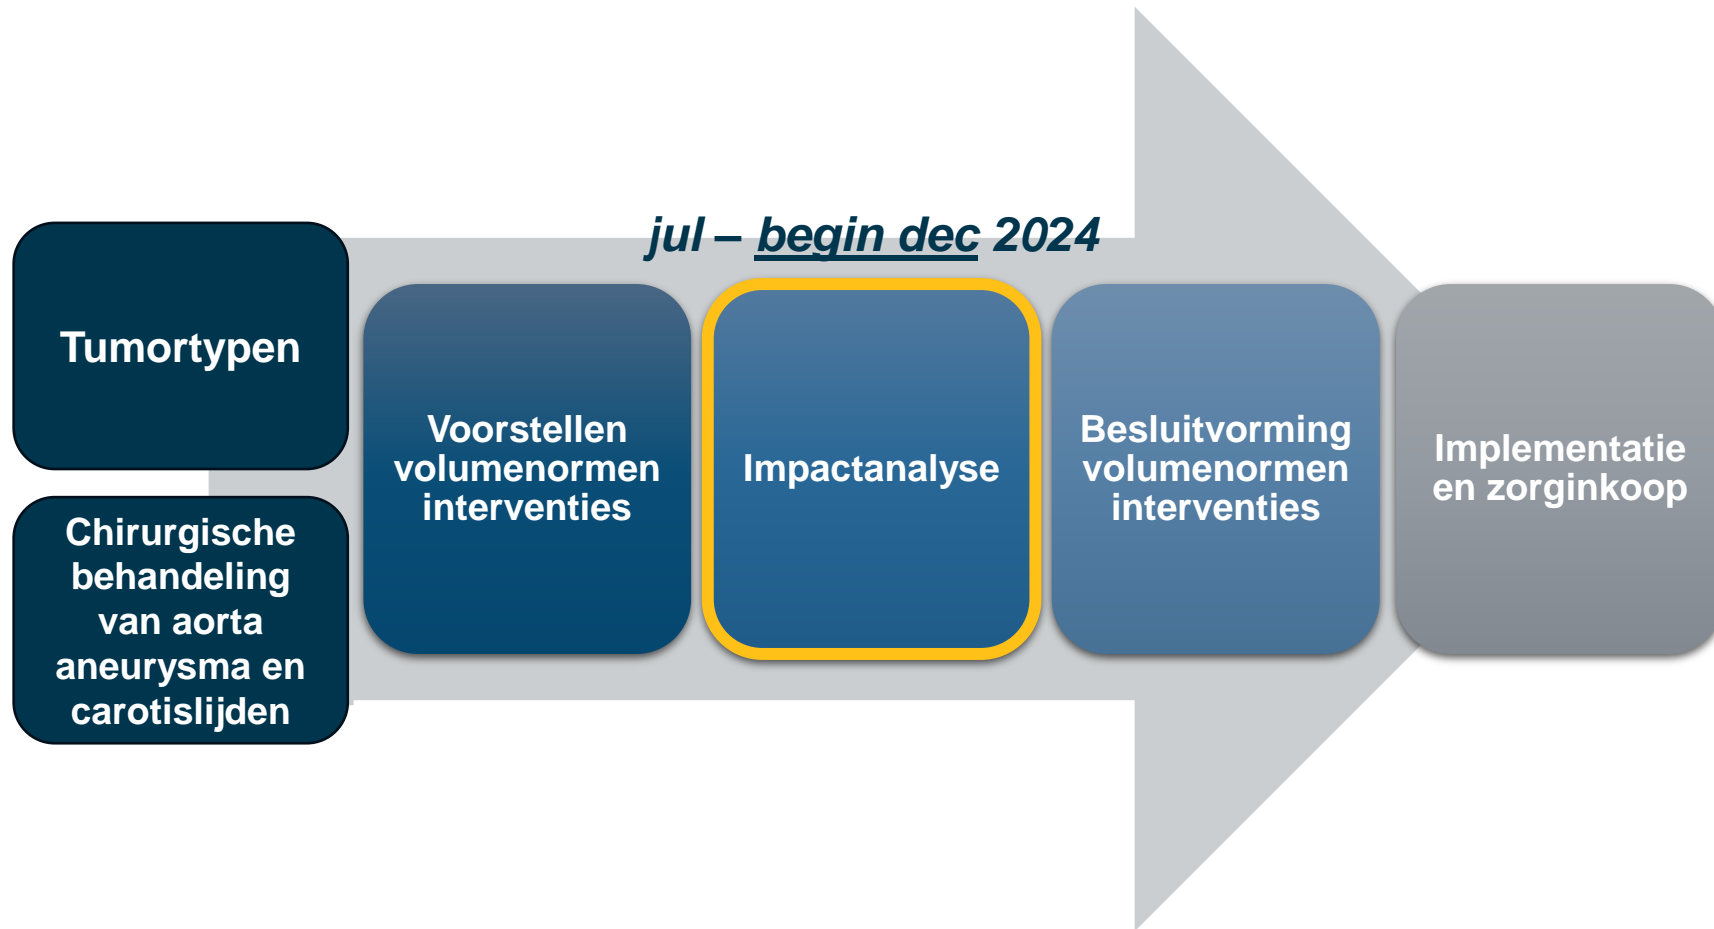 jul – begin dec 2024
Tumortypen
Chirurgische
behandeling
van aorta
aneurysma en
carotislijden
Voorstellen
volumenormen
interventies
Impactanalyse
Besluitvorming
volumenormen
interventies
Implementatie
en zorginkoop